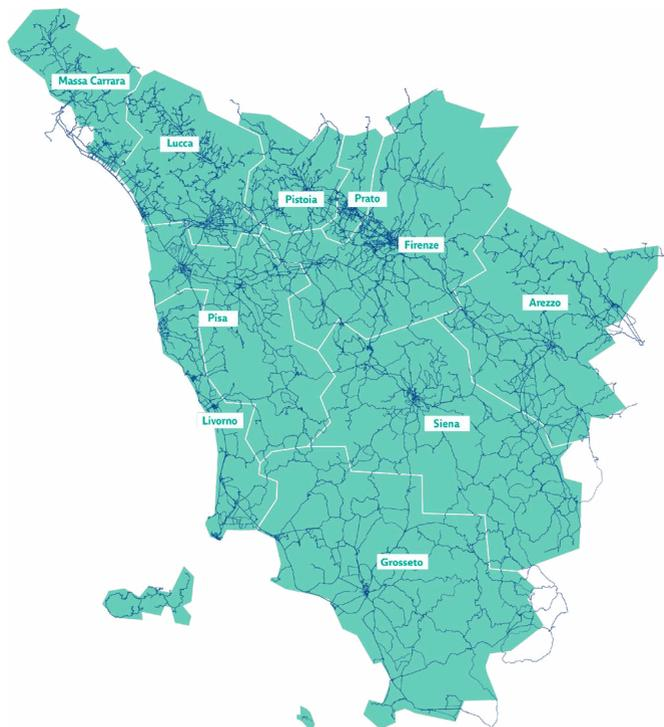 Massa Carrara
Lucca
Pistoia
Prato
Firenze
Arezzo
Pisa
Livorno
Siena
Grosseto